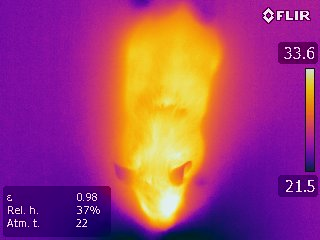 FLIR
33.6
21.5
ε 0.98
Rel. h. 37%
Atm. t. 22